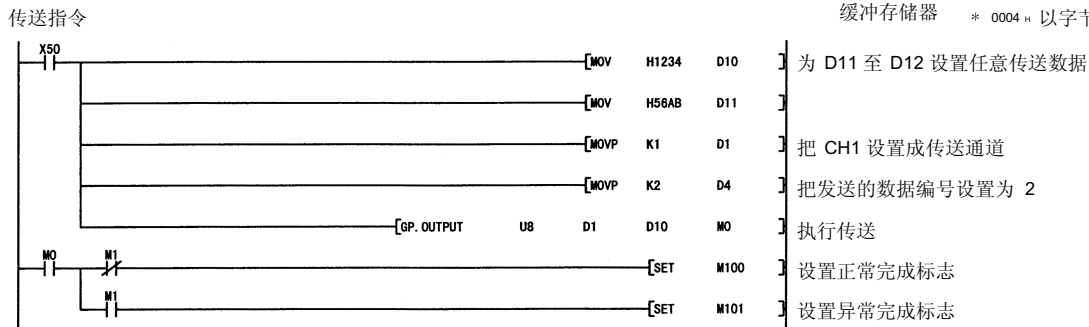 传送指令
缓冲存储器 * 0004 H 以字
X50
[MOV H1234 D10 ] 为 D11 至 D12 设置任意传送数据
[MOV H56AB D11 ]
[MOVP K1 D1 ] 把 CH1 设置成传送通道
[MOVP K2 D4 ] 把发送的数据编号设置为 2
[GP.OUTPUT U8 D1 D10 M0 ] 执行传送
M0 M1 [SET M100 ] 设置正常完成标志
M1 [SET M101 ] 设置异常完成标志